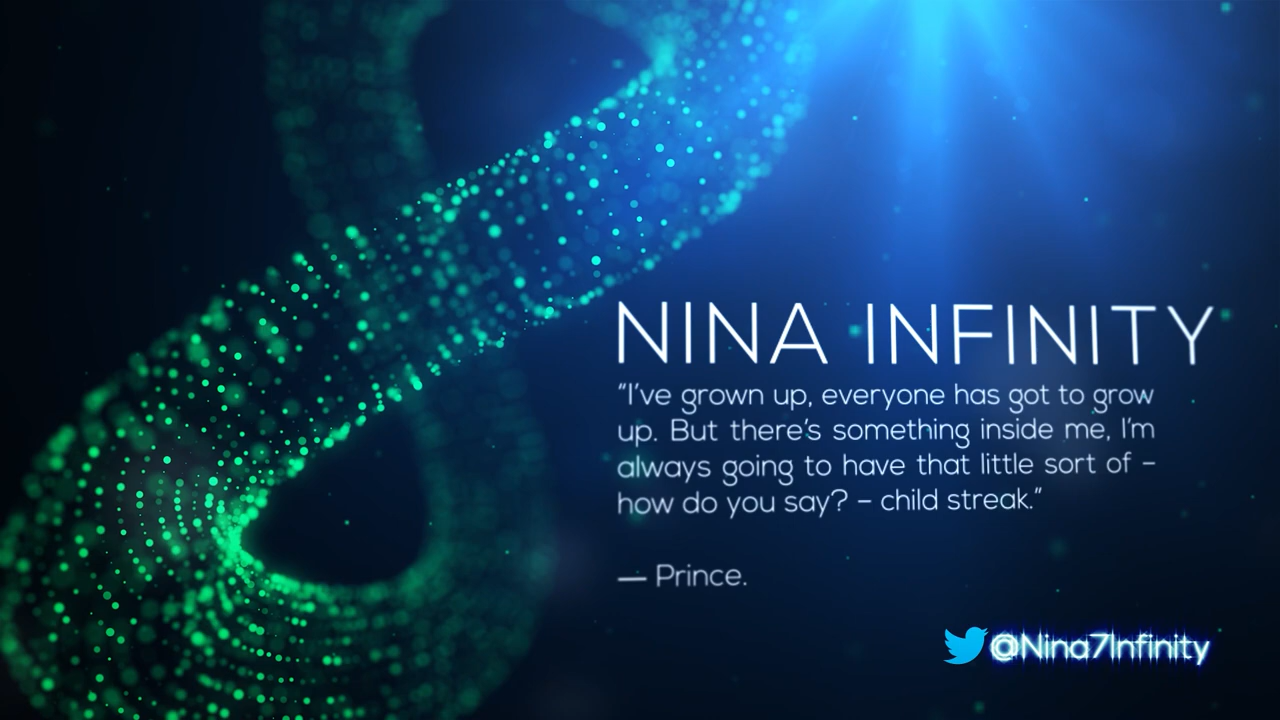 NINA INFINITY
“I’ve grown up, everyone has got to grow
up. But there’s something inside me, I’m
always going to have that little sort of –
how do you say? – child streak.”
— Prince.
@Nina7Infinity